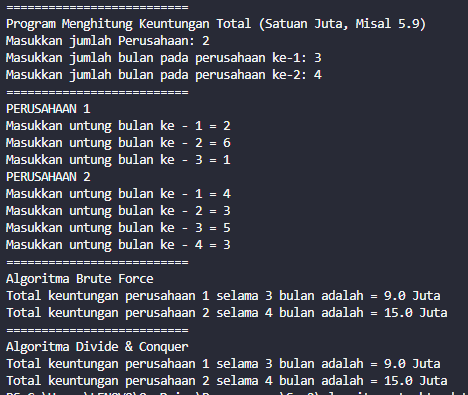 ==========================
Program Menghitung Keuntungan Total (Satuan Juta, Misal 5.9)
Masukkan jumlah Perusahaan: 2
Masukkan jumlah bulan pada perusahaan ke-1: 3
Masukkan jumlah bulan pada perusahaan ke-2: 4
==========================
PERUSAHAAN 1
Masukkan untung bulan ke - 1 = 2
Masukkan untung bulan ke - 2 = 6
Masukkan untung bulan ke - 3 = 1
PERUSAHAAN 2
Masukkan untung bulan ke - 1 = 4
Masukkan untung bulan ke - 2 = 3
Masukkan untung bulan ke - 3 = 5
Masukkan untung bulan ke - 4 = 3
==========================
Algoritma Brute Force
Total keuntungan perusahaan 1 selama 3 bulan adalah = 9.0 Juta
Total keuntungan perusahaan 2 selama 4 bulan adalah = 15.0 Juta
==========================
Algoritma Divide & Conquer
Total keuntungan perusahaan 1 selama 3 bulan adalah = 9.0 Juta
Total keuntungan perusahaan 2 selama 4 bulan adalah = 15.0 Juta